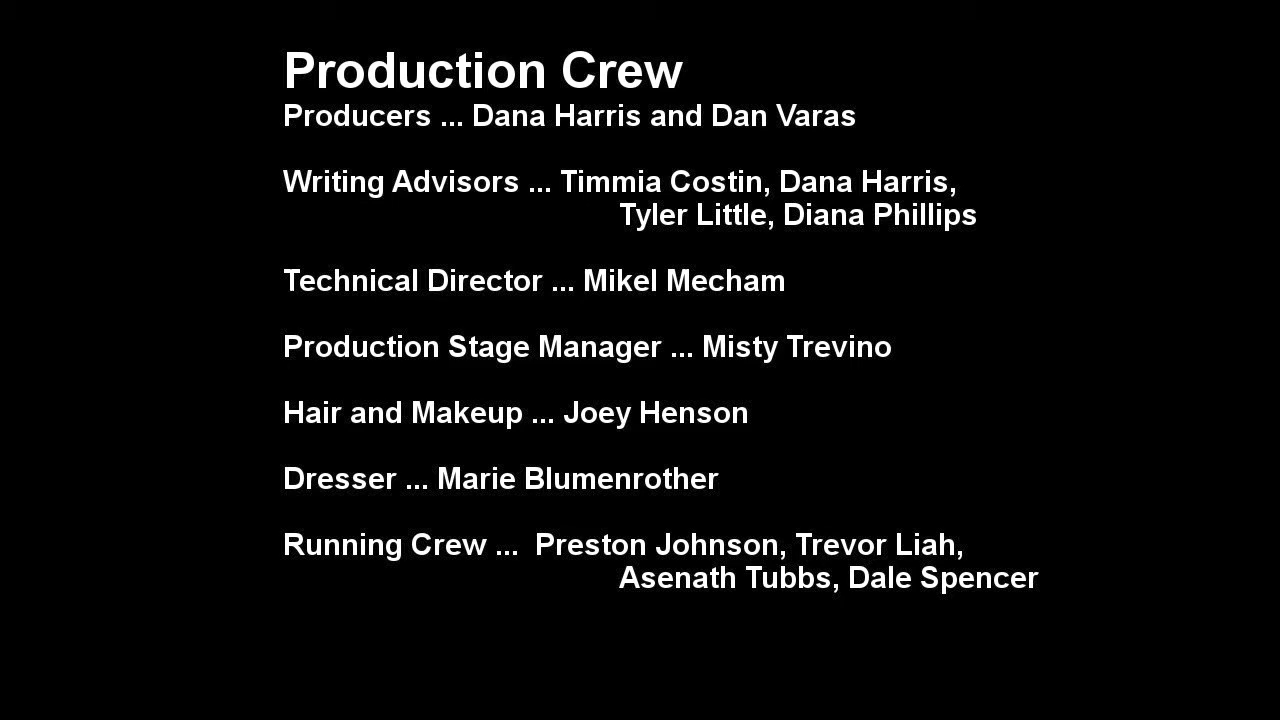 Production Crew
Producers ... Dana Harris and Dan Varas
Writing Advisors ... Timmia Costin, Dana Harris,
Tyler Little, Diana Phillips
Technical Director ... Mikel Mecham
Production Stage Manager ... Misty Trevino
Hair and Makeup ... Joey Henson
Dresser ... Marie Blumenrother
Running Crew ...  Preston Johnson, Trevor Liah,
Asenath Tubbs, Dale Spencer